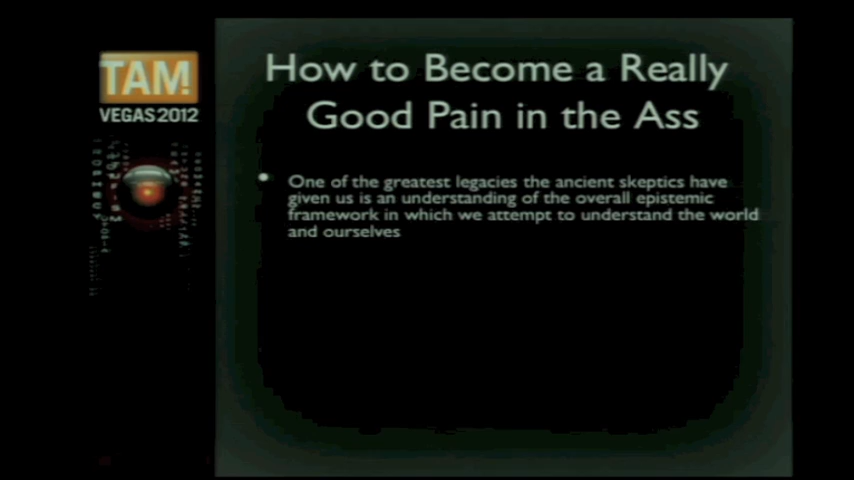 TAM!
VEGAS 2012
How to Become a Really
Good Pain in the Ass
One of the greatest legacies the ancient skeptics have
given us is an understanding of the overall epistemic
framework in which we attempt to understand the world
and ourselves